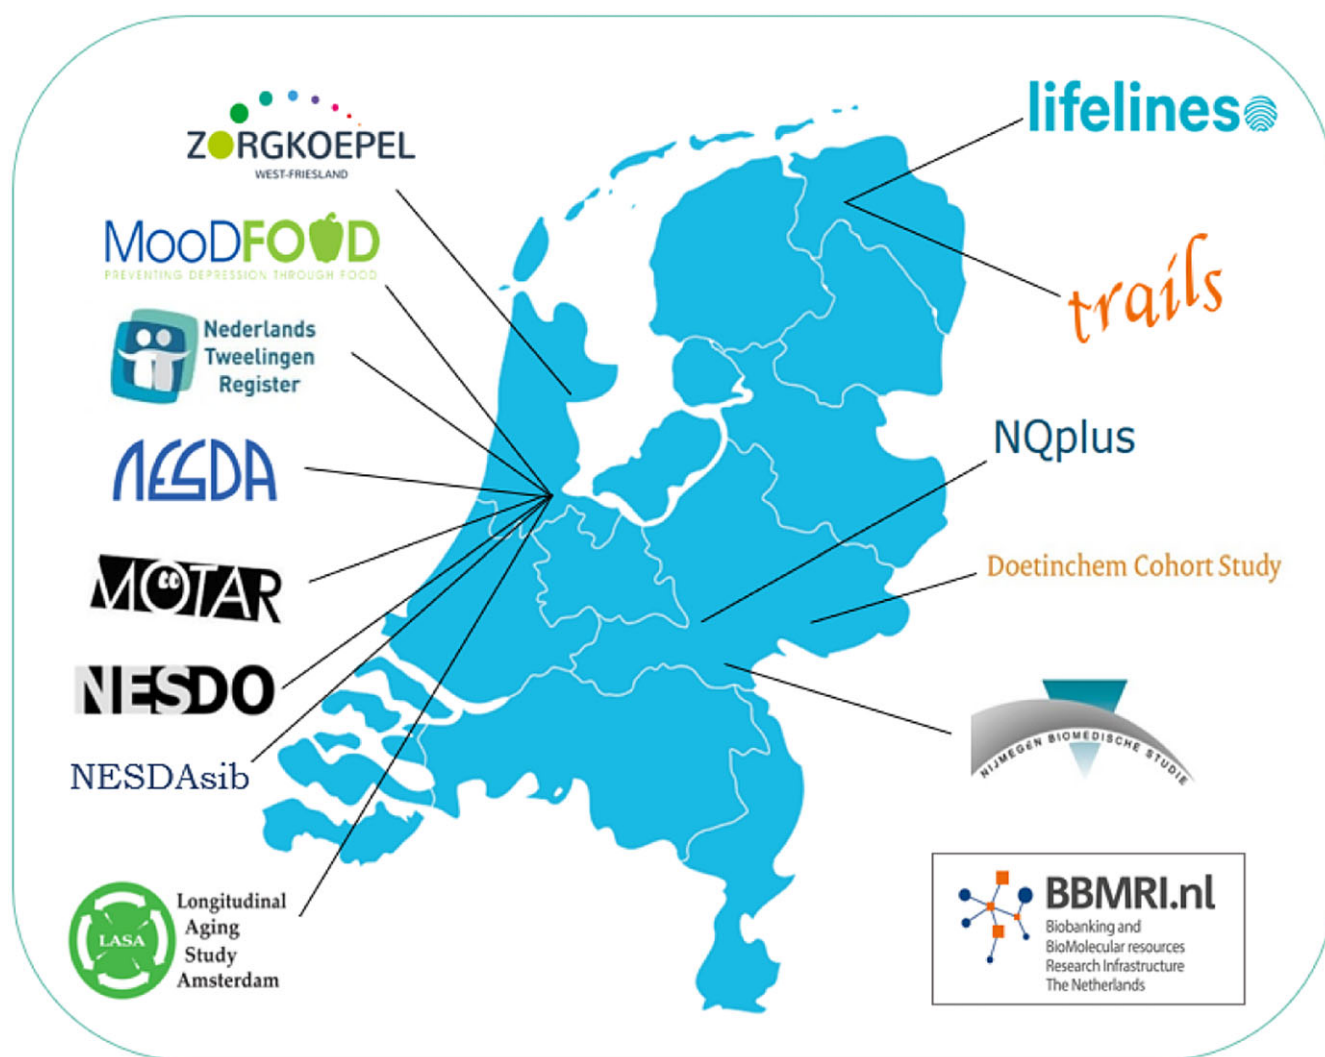 ZORGKOEPEL
WEST-FRIESLAND
MooDFOOD
PREVENTING DEPRESSION THROUGH FOOD
Nederlands
Tweelingen
Register
NESDA
MOTAR
NESDO
NESDAsib
LASA
Longitudinal
Aging
Study
Amsterdam
lifelines
trails
NQplus
Doetinchem Cohort Study
NIJMEGEN BIOMEDISCHE STUDIE
BBMRI.nl
Biobanking and
BioMolecular resources
Research Infrastructure
The Netherlands